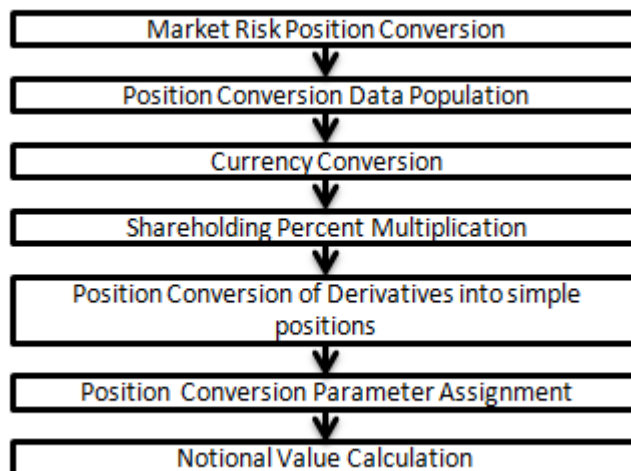 Market Risk Position Conversion
Position Conversion Data Population
Currency Conversion
Shareholding Percent Multiplication
Position Conversion of Derivatives into simple
positions
Position Conversion Parameter Assignment
Notional Value Calculation